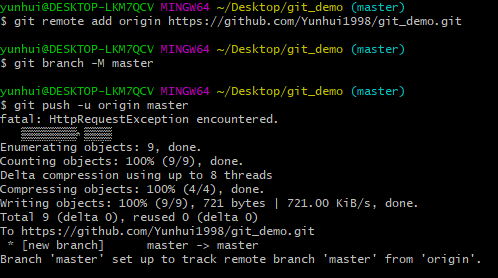 yunhui@DESKTOP-LKM7QCV MINGW64 ~/Desktop/git_demo (master)
$ git remote add origin https://github.com/Yunhui1998/git_demo.git
yunhui@DESKTOP-LKM7QCV MINGW64 ~/Desktop/git_demo (master)
$ git branch -M master
yunhui@DESKTOP-LKM7QCV MINGW64 ~/Desktop/git_demo (master)
$ git push -u origin master
fatal: HttpRequestException encountered.
Enumerating objects: 9, done.
Counting objects: 100% (9/9), done.
Delta compression using up to 8 threads
Compressing objects: 100% (4/4), done.
Writing objects: 100% (9/9), 721 bytes | 721.00 KiB/s, done.
Total 9 (delta 0), reused 0 (delta 0)
To https://github.com/Yunhui1998/git_demo.git
 * [new branch]      master -> master
Branch 'master' set up to track remote branch 'master' from 'origin'.